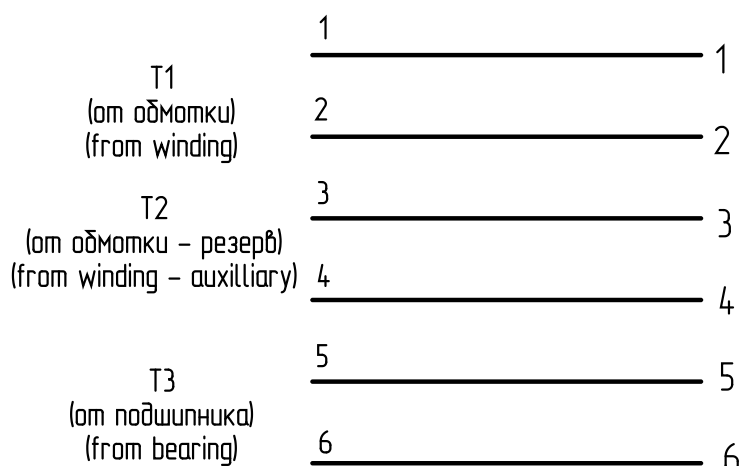 1
1
T1
(от обмотки)
(from winding)
2
2
3
3
T2
(от обмотки - резерв)
(from winding - auxilliary)
4
4
5
5
T3
(от подшипника)
(from bearing)
6
6